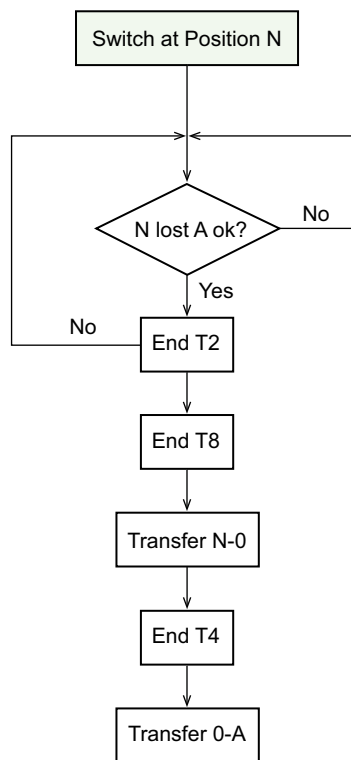 Switch at Position N
N lost A ok?
No
Yes
No
End T2
End T8
Transfer N-0
End T4
Transfer 0-A